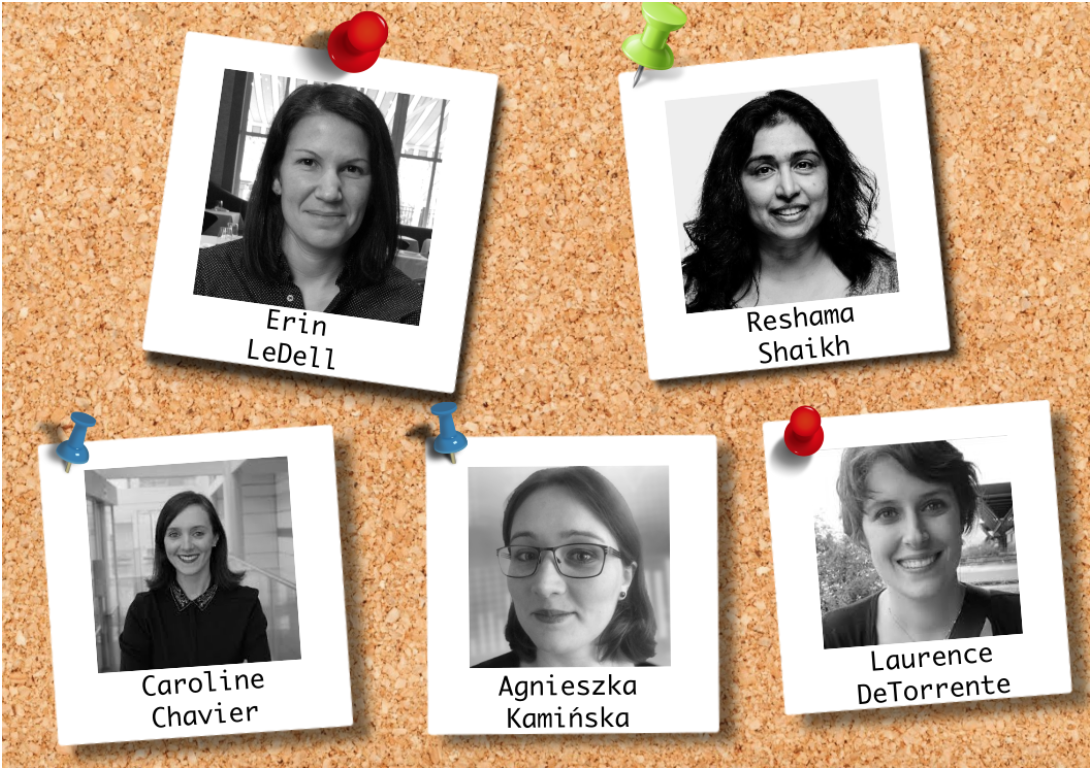 Erin
LeDell
Reshama
Shaikh
Caroline
Chavier
Agnieszka
Kamińska
Laurence
DeTorrente